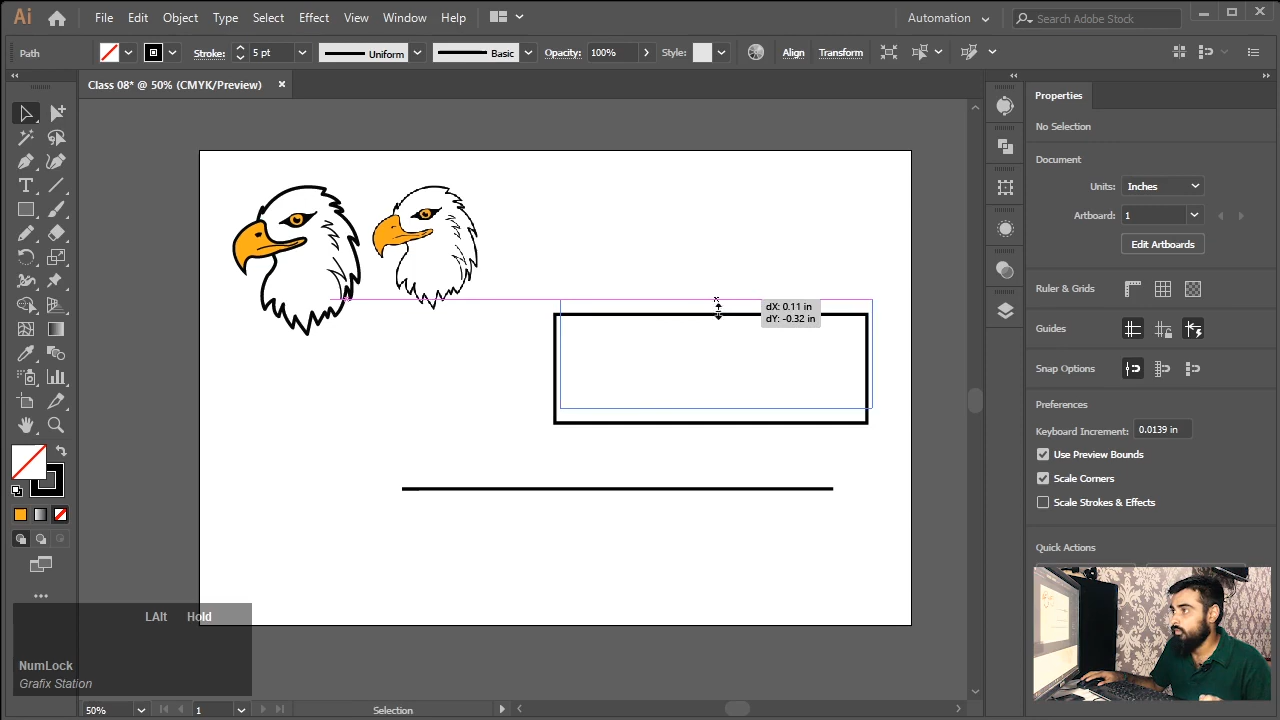 Ai
File
Edit
Object
Type
Select
Effect
View
Window
Help
Automation
Search Adobe Stock
Path
Stroke:
5 pt
Uniform
Basic
Opacity:
100%
Style:
Align
Transform
Class 08* @ 50% (CMYK/Preview)
T
dX: 0.11 in
dY: -0.32 in
Properties
No Selection
Document
Units:
Inches
Artboard:
1
Edit Artboards
Ruler & Grids
Guides
Snap Options
Preferences
Keyboard Increment:
0.0139 in
Use Preview Bounds
Scale Corners
Scale Strokes & Effects
Quick Actions
LAlt Hold
NumLock
Grafix Station
50%
1
Selection